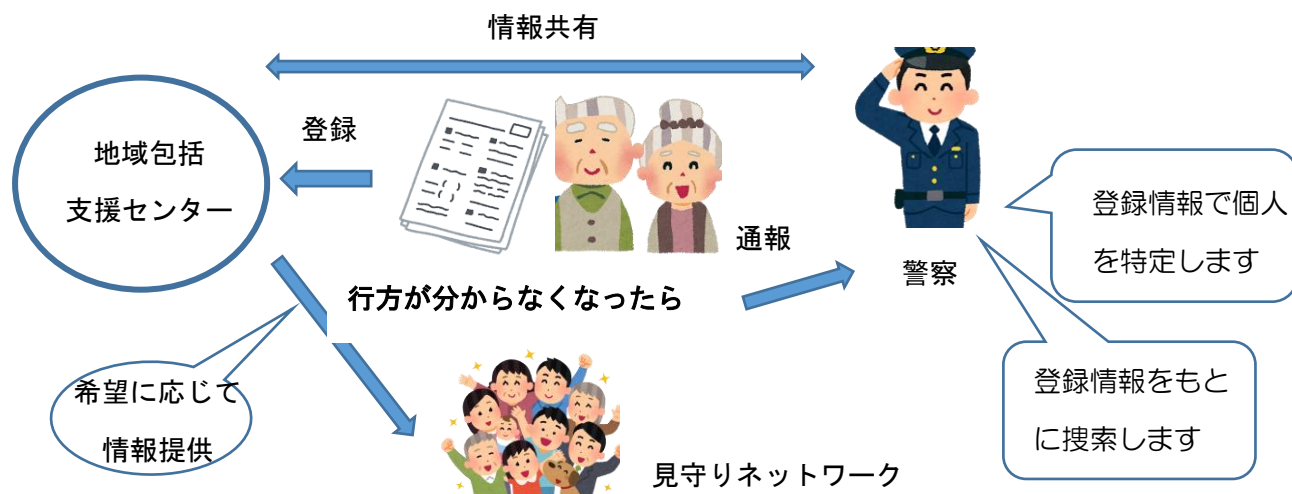 情報共有
登録
地域包括
支援センター
通報
警察
登録情報で個人
を特定します
行方が分からなくなったら
登録情報をもと
に捜索します
希望に応じて
情報提供
見守りネットワーク